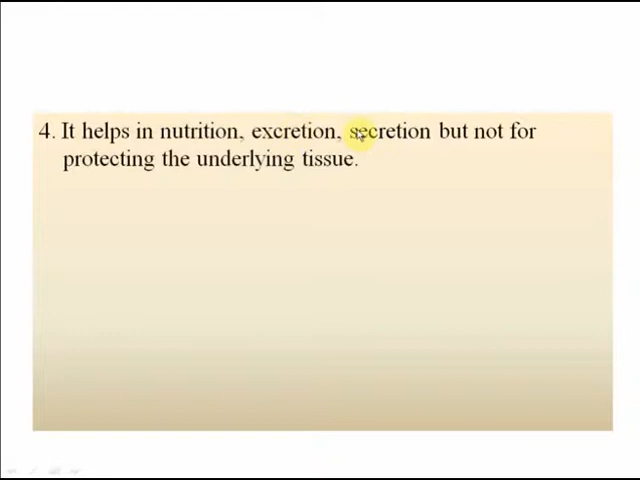 4. It helps in nutrition, excretion, secretion but not for
protecting the underlying tissue.